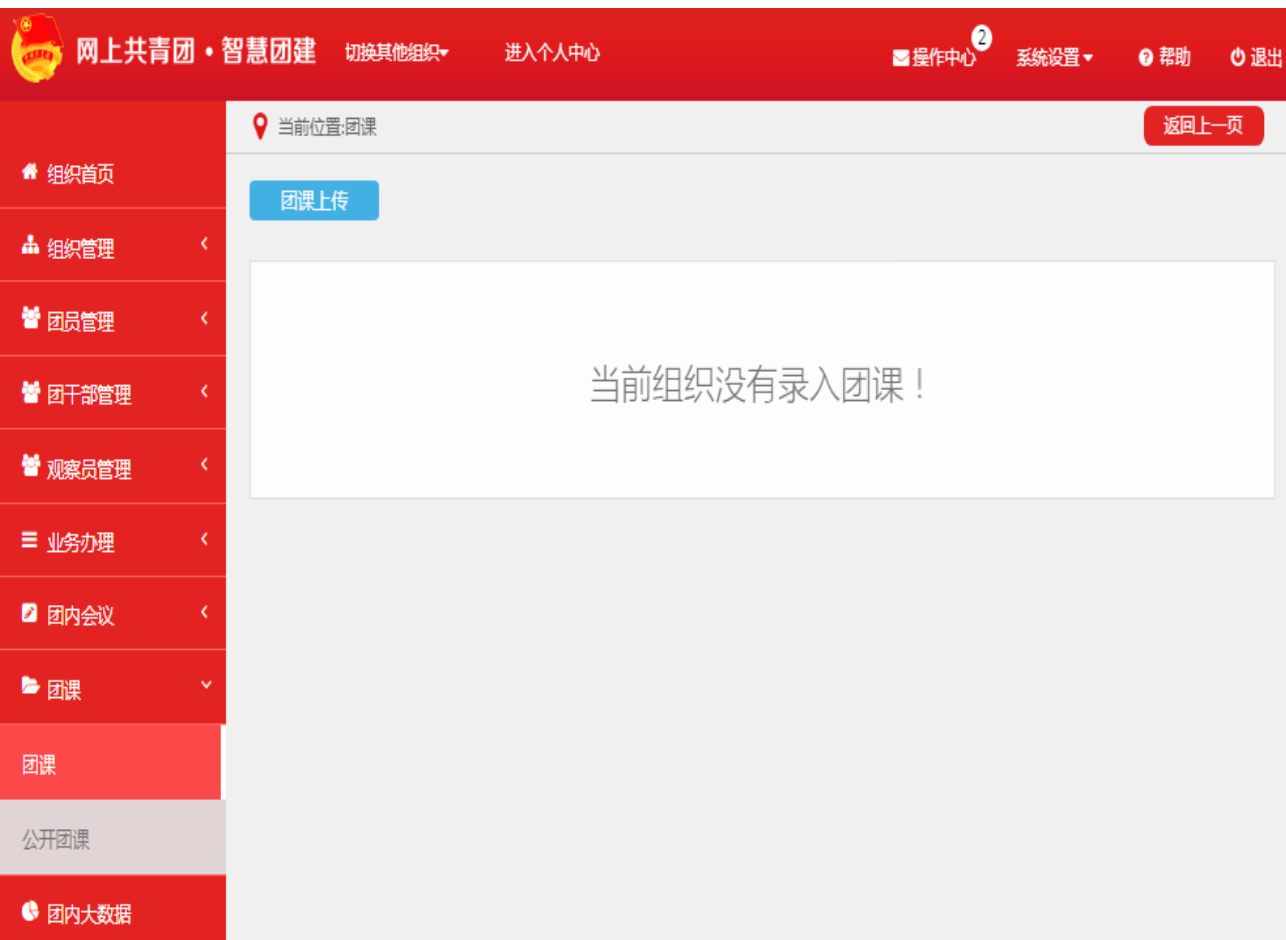 网上共青团·智慧团建 切换其他组织 进入个人中心 操作中心 2 系统设置 帮助 退出
当前位置:团课 返回上一页
组织首页
团课上传
组织管理
团员管理
当前组织没有录入团课！
团干部管理
观察员管理
业务办理
团内会议
团课
团课
公开团课
团内大数据